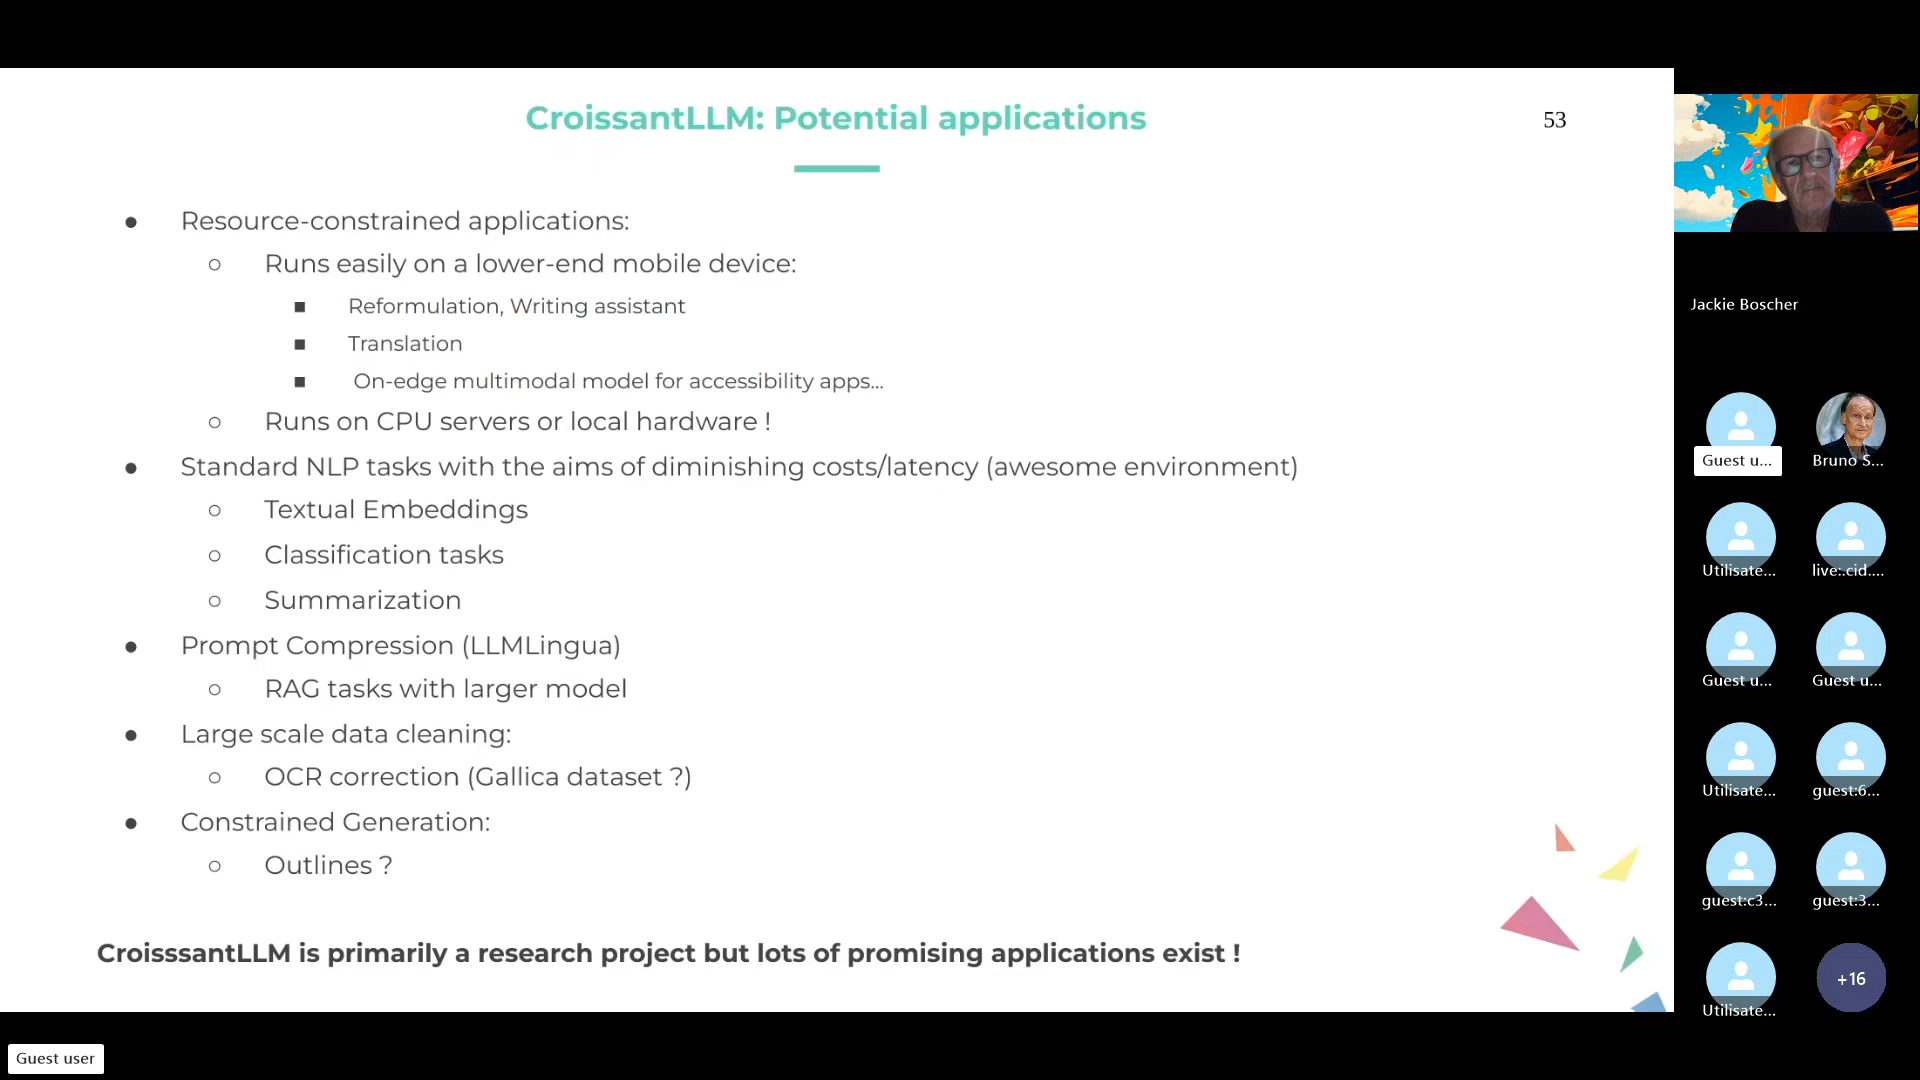 CroissantLLM: Potential applications
53
● Resource-constrained applications:
○ Runs easily on a lower-end mobile device:
■ Reformulation, Writing assistant
■ Translation
■ On-edge multimodal model for accessibility apps...
○ Runs on CPU servers or local hardware !
● Standard NLP tasks with the aims of diminishing costs/latency (awesome environment)
○ Textual Embeddings
○ Classification tasks
○ Summarization
● Prompt Compression (LLMLingua)
○ RAG tasks with larger model
● Large scale data cleaning:
○ OCR correction (Gallica dataset ?)
● Constrained Generation:
○ Outlines ?
CroisssantLLM is primarily a research project but lots of promising applications exist !
Jackie Boscher
Guest u...
Bruno S...
Utilisate...
live:.cid....
Guest u...
Guest u...
Utilisate...
guest:6...
guest:c3...
guest:3...
Utilisate...
+16
Guest user